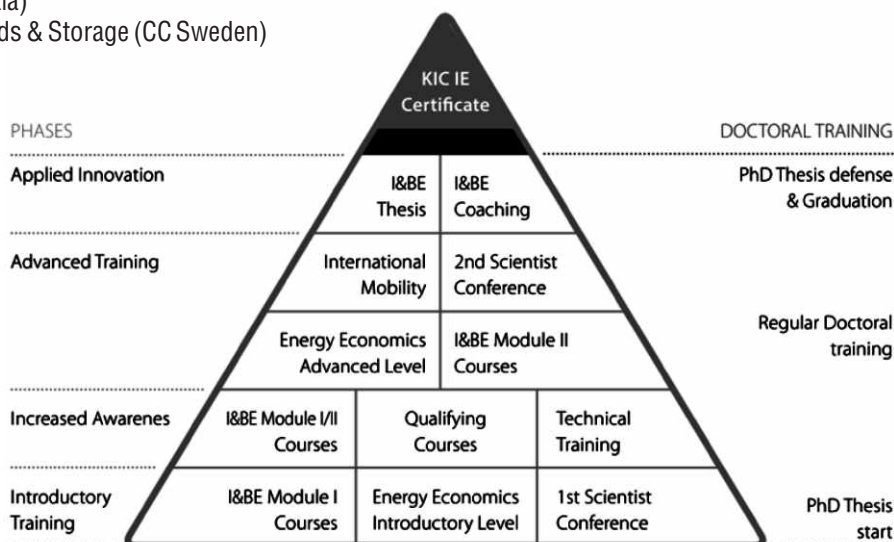 ds & Storage (CC Sweden)
KIC IE
Certificate
PHASES
DOCTORAL TRAINING
Applied Innovation
I&BE
Thesis
I&BE
Coaching
PhD Thesis defense
& Graduation
Advanced Training
International
Mobility
2nd Scientist
Conference
Energy Economics
Advanced Level
I&BE Module II
Courses
Regular Doctoral
training
Increased Awarenes
I&BE Module I/II
Courses
Qualifying
Courses
Technical
Training
Introductory
Training
I&BE Module I
Courses
Energy Economics
Introductory Level
1st Scientist
Conference
PhD Thesis
start